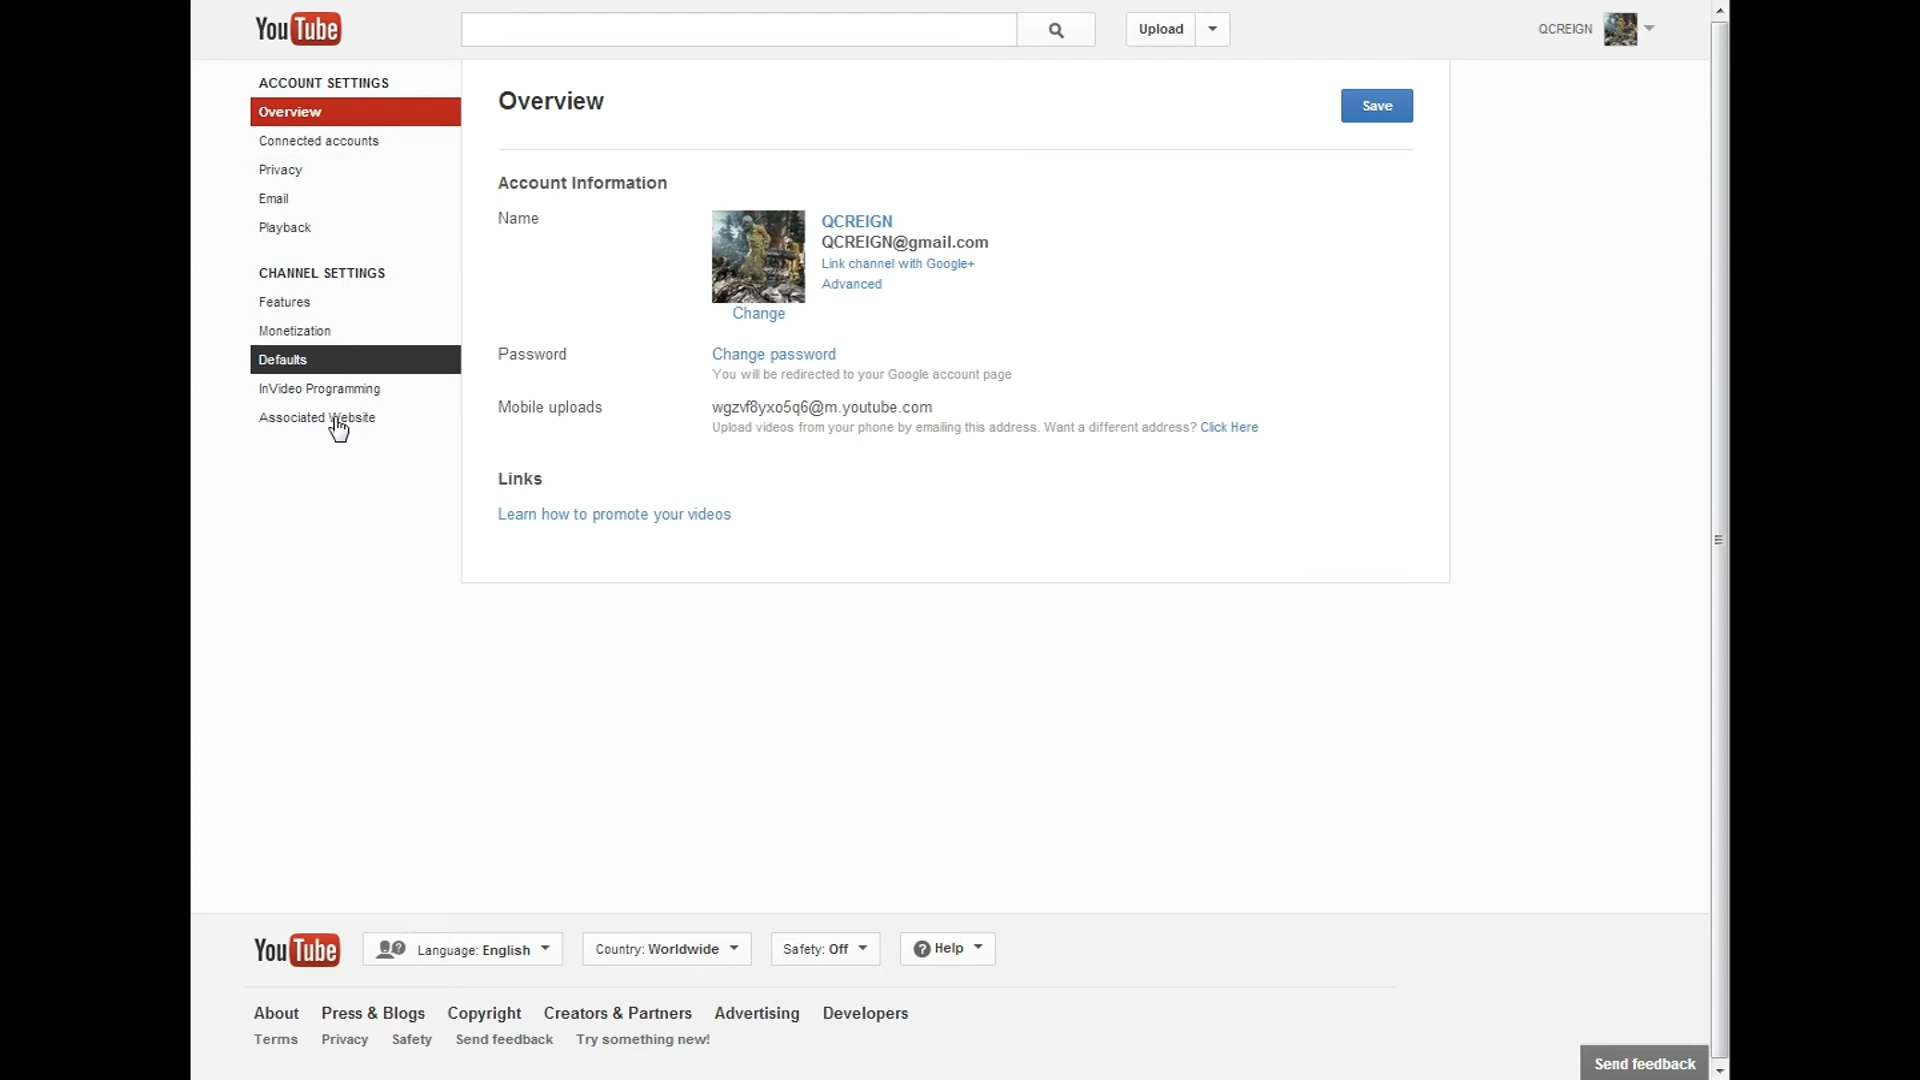 YouTube
Upload
QCREIGN
ACCOUNT SETTINGS
Overview
Connected accounts
Privacy
Email
Playback
CHANNEL SETTINGS
Features
Monetization
Defaults
InVideo Programming
Associated Website
Overview
Save
Account Information
Name
QCREIGN
QCREIGN@gmail.com
Link channel with Google+
Advanced
Change
Password
Change password
You will be redirected to your Google account page
Mobile uploads
wgzvf8yxo5q6@m.youtube.com
Upload videos from your phone by emailing this address. Want a different address? Click Here
Links
Learn how to promote your videos
YouTube
Language: English
Country: Worldwide
Safety: Off
Help
About Press & Blogs Copyright Creators & Partners Advertising Developers
Terms Privacy Safety Send feedback Try something new!
Send feedback